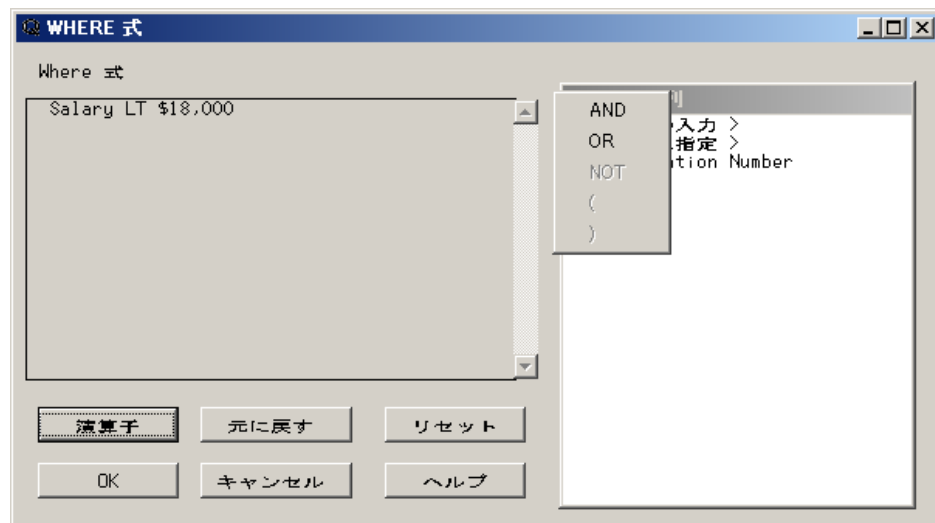 WHERE 式
Where 式
Salary LT $18,000
AND
OR
NOT
(
)
列
入力 >
指定 >
tion Number
演算子
元に戻す
リセット
OK
キャンセル
ヘルプ